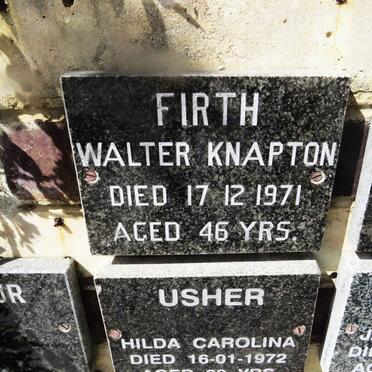 FIRTH
WALTER KNAPTON
DIED 17 12 1971
AGED 46 YRS.
USHER
HILDA CAROLINA
DIED 16-01-1972